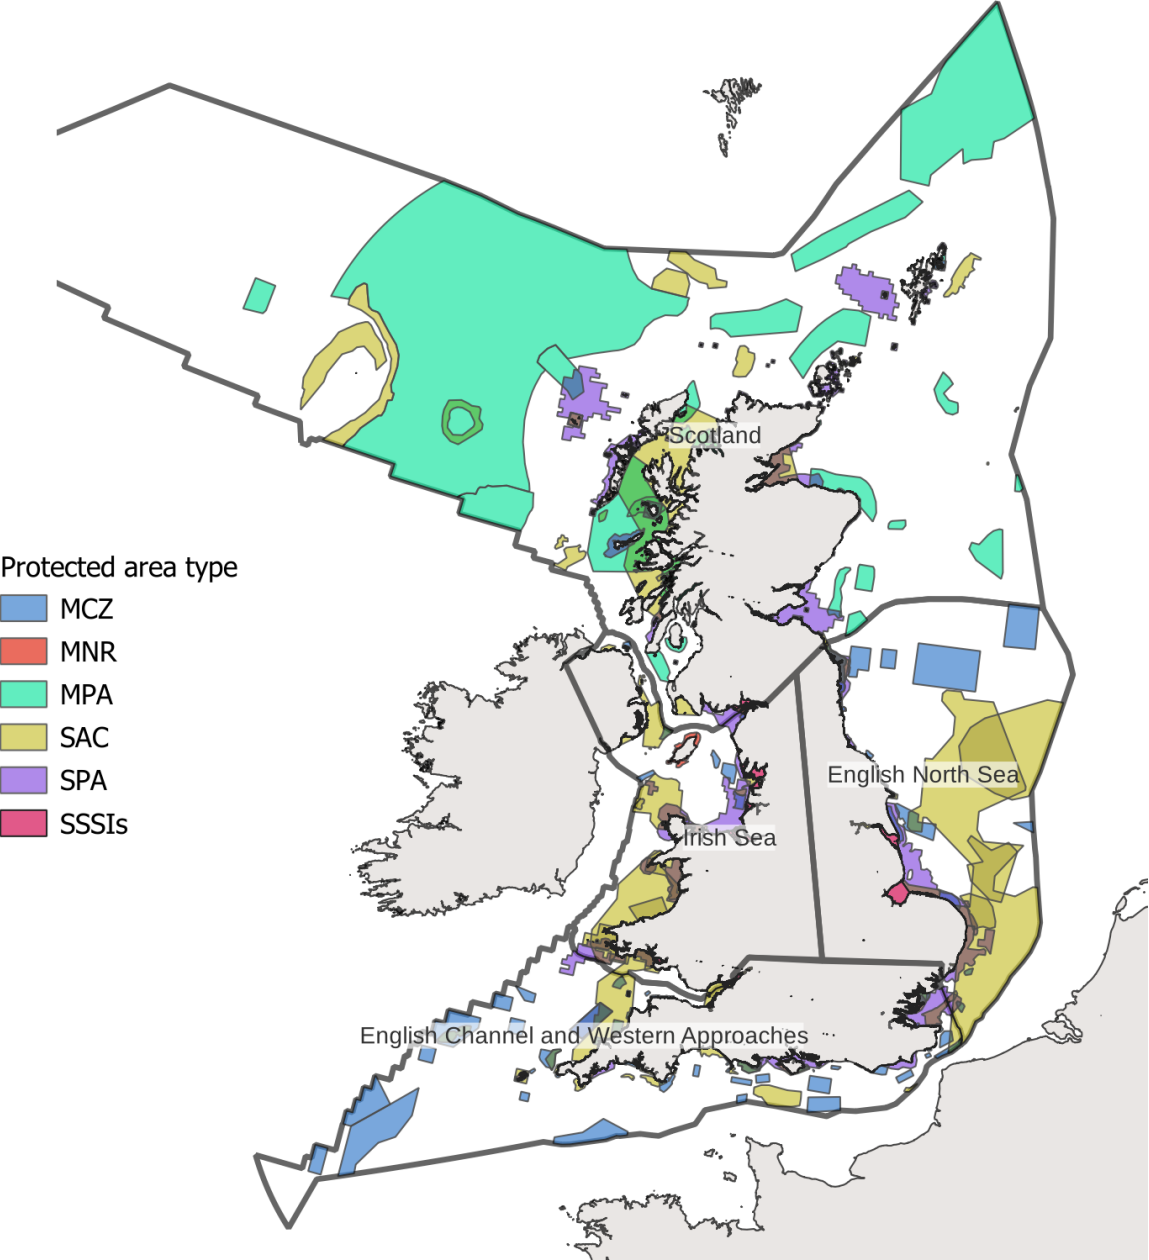 Scotland
Protected area type
MCZ
MNR
MPA
SAC
SPA
SSSIs
English North Sea
Irish Sea
English Channel and Western Approaches